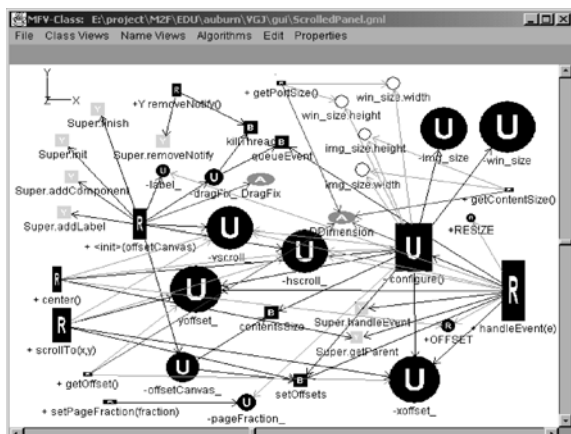 MFV-Class: E:\project\M2F\EDU\auburn\VGJ\gui\ScrolledPanel.gml
File Class Views Name Views Algorithms Edit Properties
Y
Z X
R
+Y removeNotify()
+ getPortSize()
win_size.width
win_size.height
Y
Super.finish
Y
Super.init
Y
Super.removeNotify
B
killThread
B
queueEvent
img_size.height
img_size.width
U
-img_size
U
-win_size
Y
Super.addComponent
U
-label_
U
-dragFix_
A
DragFix
+ getContentSize()
Y
Super.addLabel
R
+ <init>(offsetCanvas)
U
-vscroll_
A
DDimension
R
+RESIZE
U
- configure()
U
-hscroll_
R
+ center()
U
-yoffset_
R
+ handleEvent(e)
B
contentsSize
Y
Super.handleEvent
R
+OFFSET
R
+ scrollTo(x,y)
Y
Super.getParent
+ getOffset()
U
-offsetCanvas_
B
setOffsets
U
-xoffset_
+ setPageFraction(fraction)
U
-pageFraction_